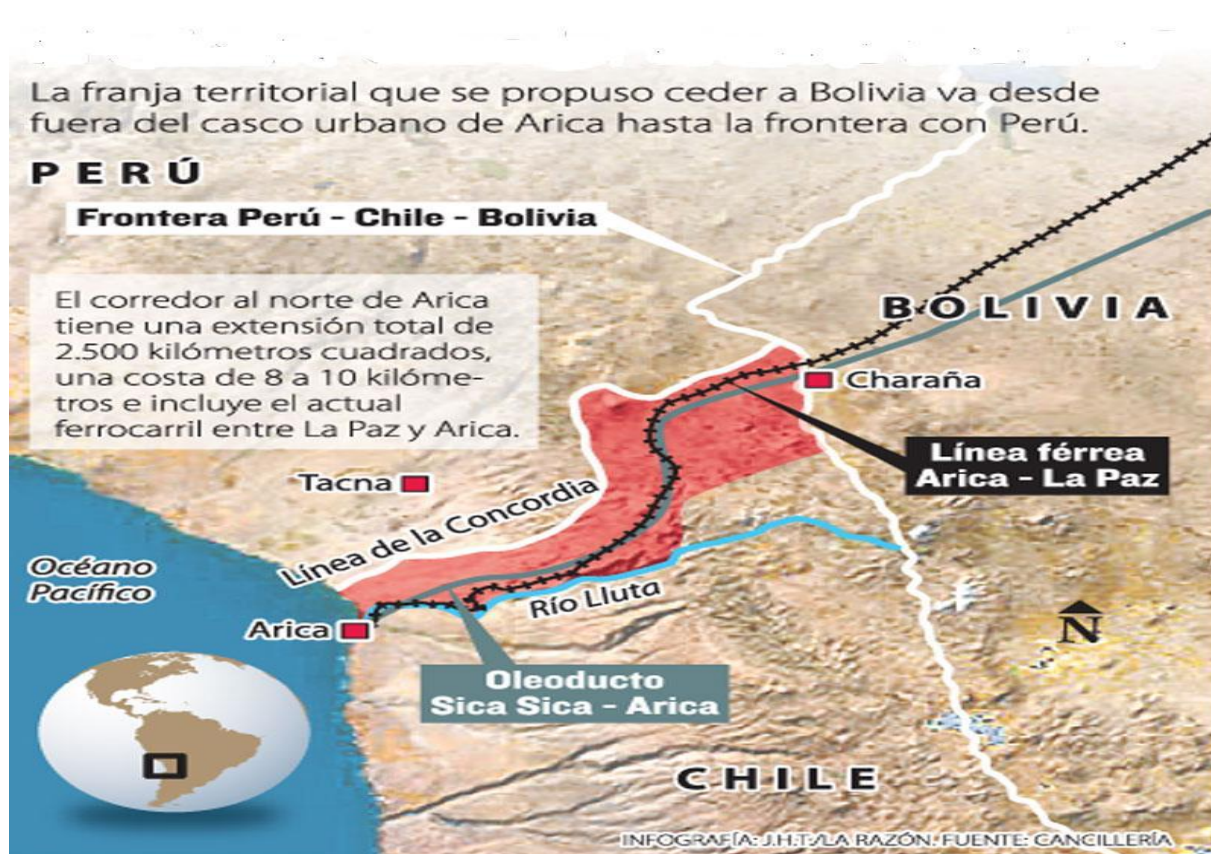 La franja territorial que se propuso ceder a Bolivia va desde
fuera del casco urbano de Arica hasta la frontera con Perú.
PERÚ
Frontera Perú - Chile - Bolivia
El corredor al norte de Arica
tiene una extensión total de
2.500 kilómetros cuadrados,
una costa de 8 a 10 kilóme-
tros e incluye el actual
ferrocarril entre La Paz y Arica.
BOLIVIA
Charaña
Línea férrea
Arica - La Paz
Tacna
Línea de la Concordia
Océano
Pacífico
Río Lluta
Arica
N
Oleoducto
Sica Sica - Arica
CHILE
INFOGRAFÍA: J.H.T./LA RAZÓN. FUENTE: CANCILLERÍA